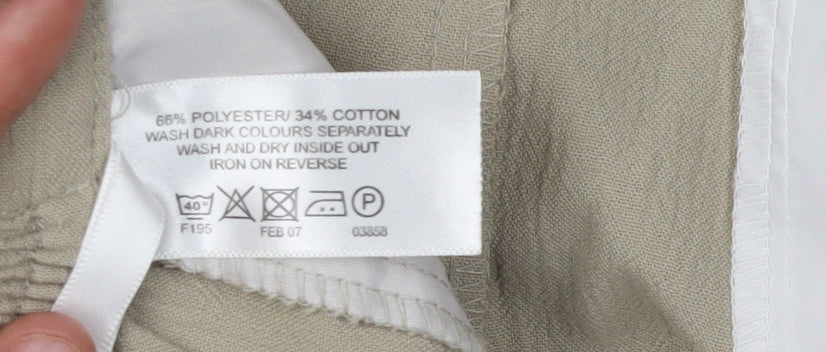 66% POLYESTER/ 34% COTTON
WASH DARK COLOURS SEPARATELY
WASH AND DRY INSIDE OUT
IRON ON REVERSE
40° P
F195 FEB 07 03858